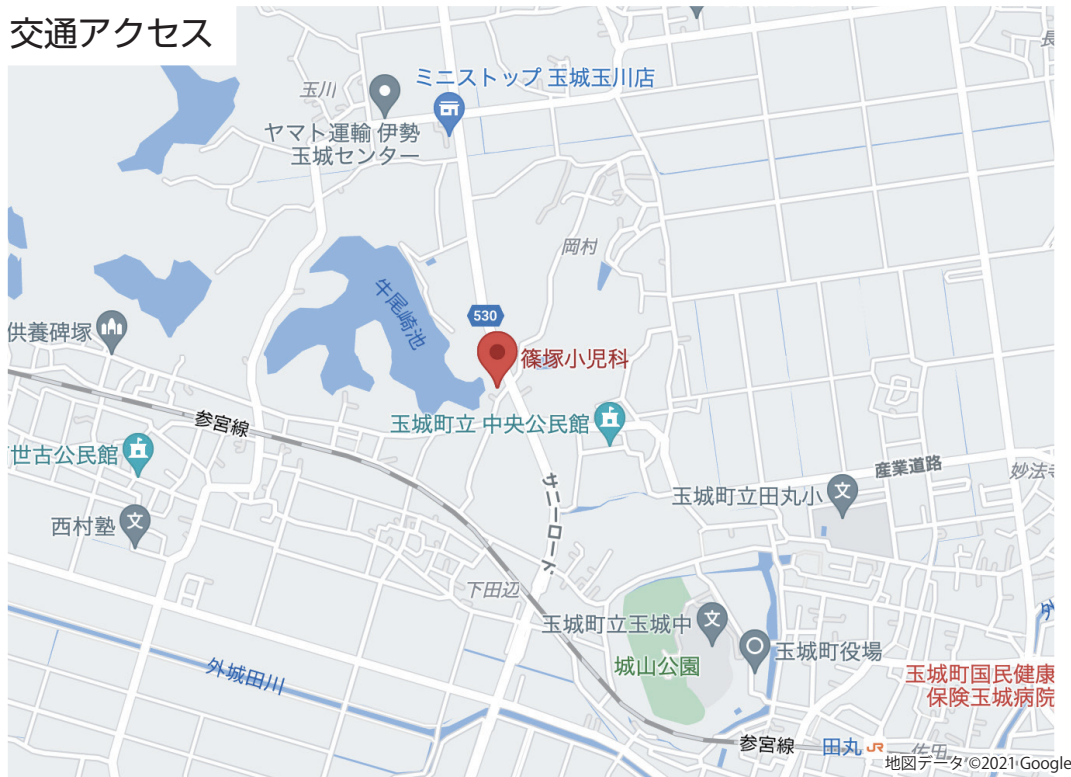 交通アクセス
ミニストップ 玉城玉川店
玉川
ヤマト運輸 伊勢
玉城センター
岡村
牛尾崎池
530
供養碑塚
篠塚小児科
参宮線
玉城町立 中央公民館
世古公民館
産業道路
妙法寺
サニーロード
玉城町立田丸小
西村塾
下田辺
玉城町立玉城中
玉城町役場
城山公園
外城田川
外
玉城町国民健康
保険玉城病院
参宮線
田丸
JR
佐田
地図データ ©2021 Google
長